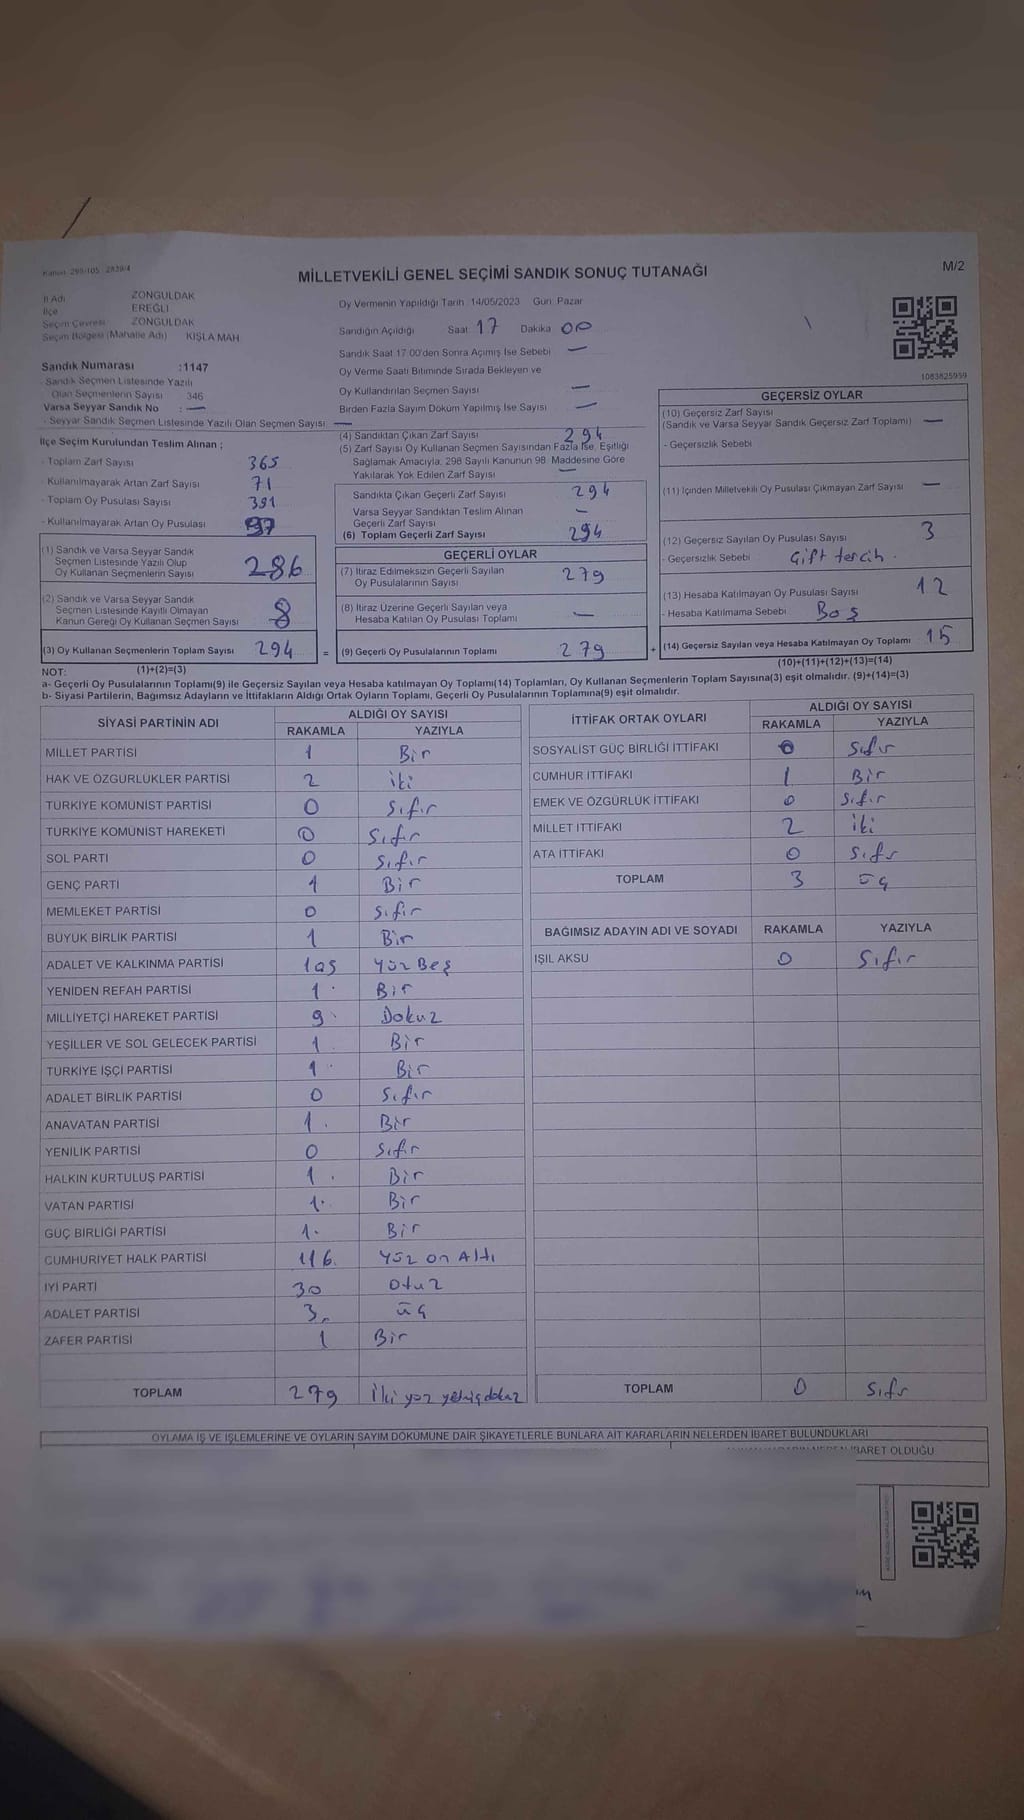 Kanun 298/105 2839/4
MİLLETVEKİLİ GENEL SEÇİMİ SANDIK SONUÇ TUTANAĞI
M/2
İl Adı ZONGULDAK
İlçe EREĞLİ
Seçim Çevresi ZONGULDAK
Seçim Bölgesi (Mahalle Adı) KIŞLA MAH
Sandık Numarası :1147
- Sandık Seçmen Listesinde Yazılı
Olan Seçmenlerin Sayısı 346
Varsa Seyyar Sandık No : —
- Seyyar Sandık Seçmen Listesinde Yazılı Olan Seçmen Sayısı —
İlçe Seçim Kurulundan Teslim Alınan ;
- Toplam Zarf Sayısı 365
- Kullanılmayarak Artan Zarf Sayısı 71
- Toplam Oy Pusulası Sayısı 391
- Kullanılmayarak Artan Oy Pusulası 97
(1) Sandık ve Varsa Seyyar Sandık
Seçmen Listesinde Yazılı Olup
Oy Kullanan Seçmenlerin Sayısı 286
(2) Sandık ve Varsa Seyyar Sandık
Seçmen Listesinde Kayıtlı Olmayan
Kanun Gereği Oy Kullanan Seçmen Sayısı 8
(3) Oy Kullanan Seçmenlerin Toplam Sayısı 294 =
Oy Vermenin Yapıldığı Tarih 14/05/2023 Gün: Pazar
Sandığın Açıldığı Saat 17 Dakika 00
Sandık Saat 17.00'den Sonra Açımış İse Sebebi —
Oy Verme Saati Bitiminde Sırada Bekleyen ve
Oy Kullandırılan Seçmen Sayısı —
Birden Fazla Sayım Döküm Yapılmış İse Sayısı —
(4) Sandıktan Çıkan Zarf Sayısı 294
(5) Zarf Sayısı Oy Kullanan Seçmen Sayısından Fazla İse, Eşitliği
Sağlamak Amacıyla, 298 Sayılı Kanunun 98. Maddesine Göre
Yakılarak Yok Edilen Zarf Sayısı —
Sandıkta Çıkan Geçerli Zarf Sayısı 294
Varsa Seyyar Sandıktan Teslim Alınan
Geçerli Zarf Sayısı —
(6) Toplam Geçerli Zarf Sayısı 294
GEÇERLİ OYLAR
(7) İtiraz Edilmeksizin Geçerli Sayılan
Oy Pusulalarının Sayısı 279
(8) İtiraz Üzerine Geçerli Sayılan veya
Hesaba Katılan Oy Pusulası Toplamı —
(9) Geçerli Oy Pusulalarının Toplamı 279 +
1083825959
GEÇERSİZ OYLAR
(10) Geçersiz Zarf Sayısı
(Sandık ve Varsa Seyyar Sandık Geçersiz Zarf Toplamı) —
- Geçersizlik Sebebi
(11) İçinden Milletvekili Oy Pusulası Çıkmayan Zarf Sayısı —
(12) Geçersiz Sayılan Oy Pusulası Sayısı 3
- Geçersizlik Sebebi Çift tercih.
(13) Hesaba Katılmayan Oy Pusulası Sayısı 12
- Hesaba Katılmama Sebebi Boş
(14) Geçersiz Sayılan veya Hesaba Katılmayan Oy Toplamı 15
NOT: (1)+(2)=(3) (10)+(11)+(12)+(13)=(14)
a- Geçerli Oy Pusulalarının Toplamı(9) ile Geçersiz Sayılan veya Hesaba katılmayan Oy Toplamı(14) Toplamları, Oy Kullanan Seçmenlerin Toplam Sayısına(3) eşit olmalıdır. (9)+(14)=(3)
b- Siyasi Partilerin, Bağımsız Adayların ve İttifakların Aldığı Ortak Oyların Toplamı, Geçerli Oy Pusulalarının Toplamına(9) eşit olmalıdır.
SİYASİ PARTİNİN ADI ALDIĞI OY SAYISI
RAKAMLA YAZIYLA
MİLLET PARTİSİ 1 Bir
HAK VE ÖZGÜRLÜKLER PARTİSİ 2 iki
TÜRKİYE KOMÜNİST PARTİSİ 0 Sıfır
TÜRKİYE KOMÜNİST HAREKETİ 0 Sıfır
SOL PARTİ 0 Sıfır
GENÇ PARTİ 1 Bir
MEMLEKET PARTİSİ 0 Sıfır
BÜYÜK BİRLİK PARTİSİ 1 Bir
ADALET VE KALKINMA PARTİSİ 105 Yüz Beş
YENİDEN REFAH PARTİSİ 1 Bir
MİLLİYETÇİ HAREKET PARTİSİ 9 Dokuz
YEŞİLLER VE SOL GELECEK PARTİSİ 1 Bir
TÜRKİYE İŞÇİ PARTİSİ 1 Bir
ADALET BİRLİK PARTİSİ 0 Sıfır
ANAVATAN PARTİSİ 1. Bir
YENİLİK PARTİSİ 0 Sıfır
HALKIN KURTULUŞ PARTİSİ 1. Bir
VATAN PARTİSİ 1. Bir
GÜÇ BİRLİĞİ PARTİSİ 1. Bir
CUMHURİYET HALK PARTİSİ 116. Yüz on Altı
İYİ PARTİ 30 Otuz
ADALET PARTİSİ 3 üç
ZAFER PARTİSİ 1 Bir
TOPLAM 279 İki yüz yetmiş dokuz
İTTİFAK ORTAK OYLARI ALDIĞI OY SAYISI
RAKAMLA YAZIYLA
SOSYALİST GÜÇ BİRLİĞİ İTTİFAKI 0 Sıfır
CUMHUR İTTİFAKI 1 Bir
EMEK VE ÖZGÜRLÜK İTTİFAKI 0 Sıfır
MİLLET İTTİFAKI 2 iki
ATA İTTİFAKI 0 Sıfır
TOPLAM 3 üç
BAĞIMSIZ ADAYIN ADI VE SOYADI RAKAMLA YAZIYLA
IŞIL AKSU 0 Sıfır
TOPLAM 0 Sıfır
OYLAMA İŞ VE İŞLEMLERİNE VE OYLARIN SAYIM DÖKÜMÜNE DAİR ŞİKAYETLERLE BUNLARA AİT KARARLARIN NELERDEN İBARET BULUNDUKLARI
İBARET OLDUĞU